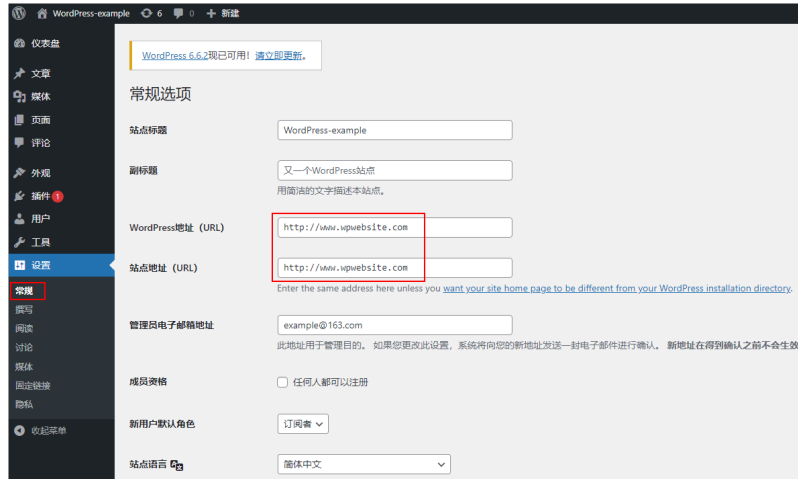 WordPress-example 6 0 新建
仪表盘
文章
媒体
页面
评论
外观
插件 1
用户
工具
设置
常规
撰写
阅读
讨论
媒体
固定链接
隐私
收起菜单
WordPress 6.6.2现已可用！请立即更新。
常规选项
站点标题
WordPress-example
副标题
又一个WordPress站点
用简洁的文字描述本站点。
WordPress地址（URL）
http://www.wpwebsite.com
站点地址（URL）
http://www.wpwebsite.com
Enter the same address here unless you want your site home page to be different from your WordPress installation directory.
管理员电子邮箱地址
example@163.com
此地址用于管理目的。 如果您更改此设置，系统将向您的新地址发送一封电子邮件进行确认。 新地址在得到确认之前不会生效
成员资格
任何人都可以注册
新用户默认角色
订阅者
站点语言
简体中文